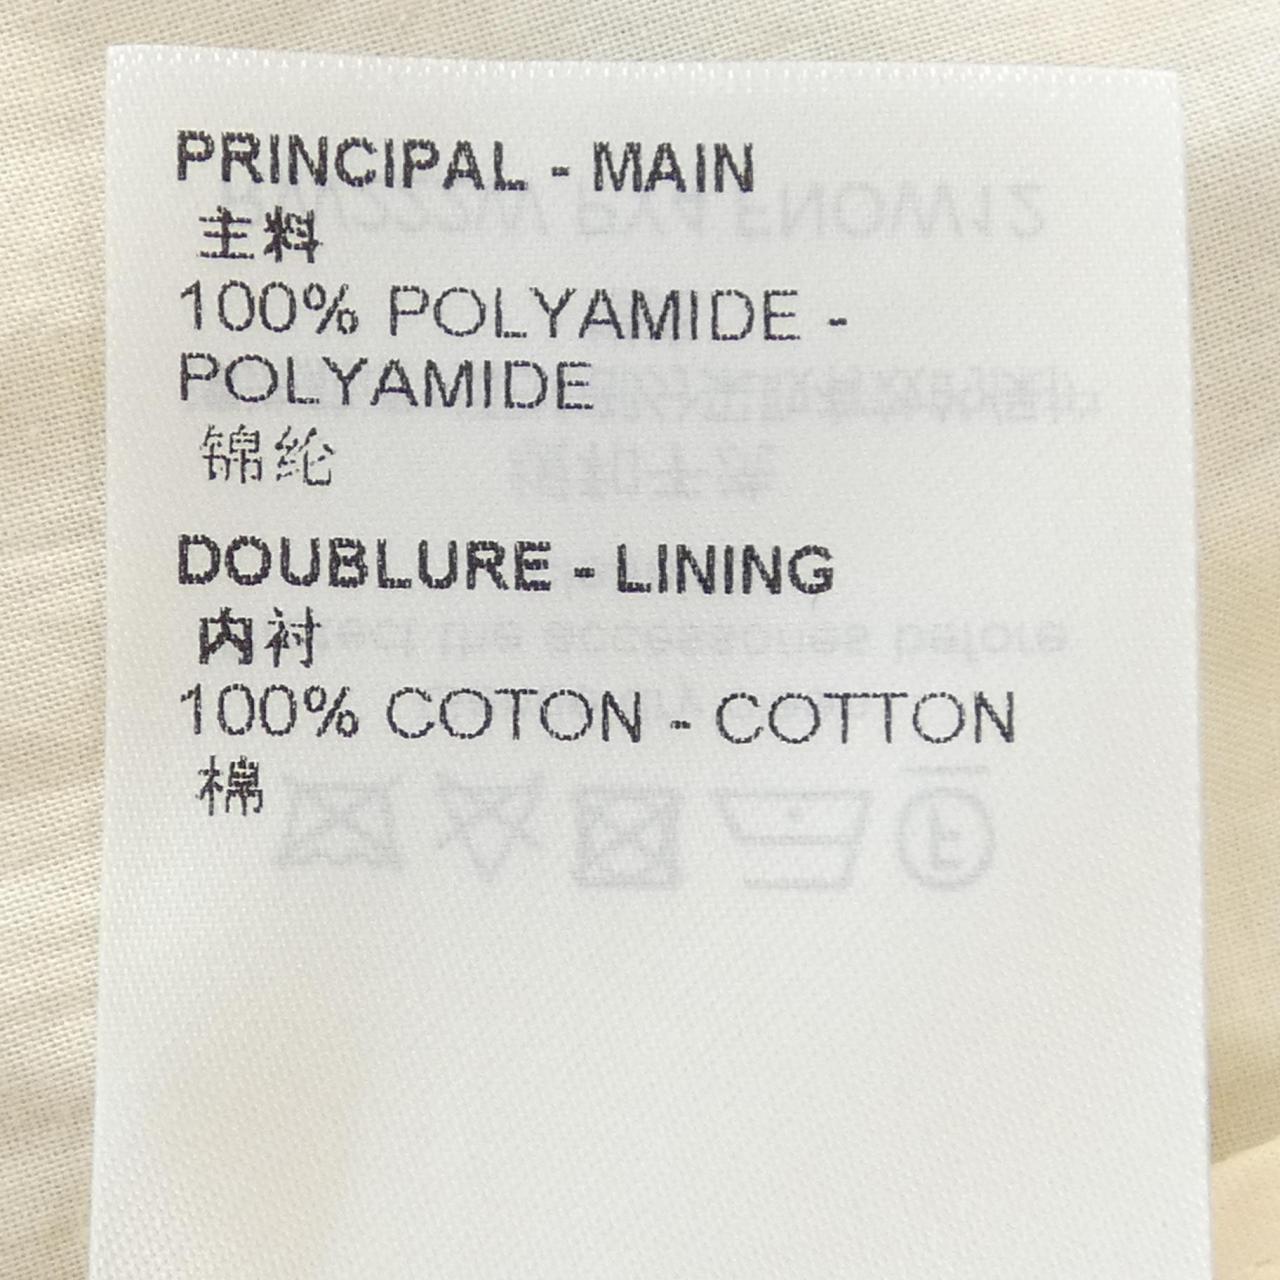 PRINCIPAL - MAIN
主料
100% POLYAMIDE -
POLYAMIDE
锦纶
DOUBLURE - LINING
内衬
100% COTON - COTTON
棉